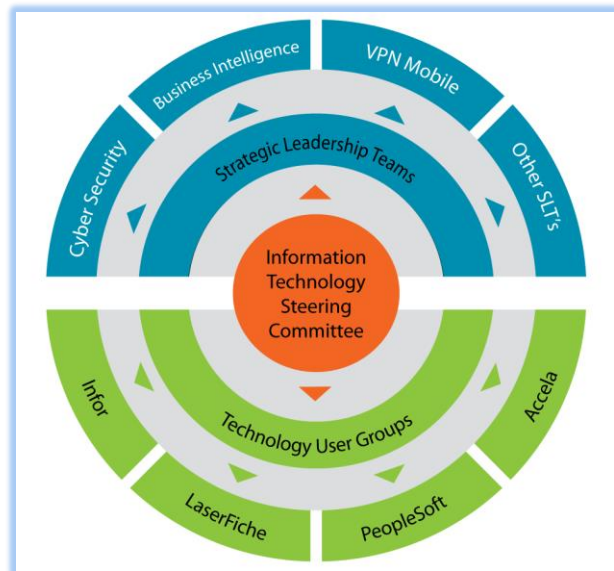 Business Intelligence
VPN Mobile
Cyber Security
Other SLT's
Strategic Leadership Teams
Information
Technology
Steering
Committee
Infor
Accela
Technology User Groups
LaserFiche
PeopleSoft